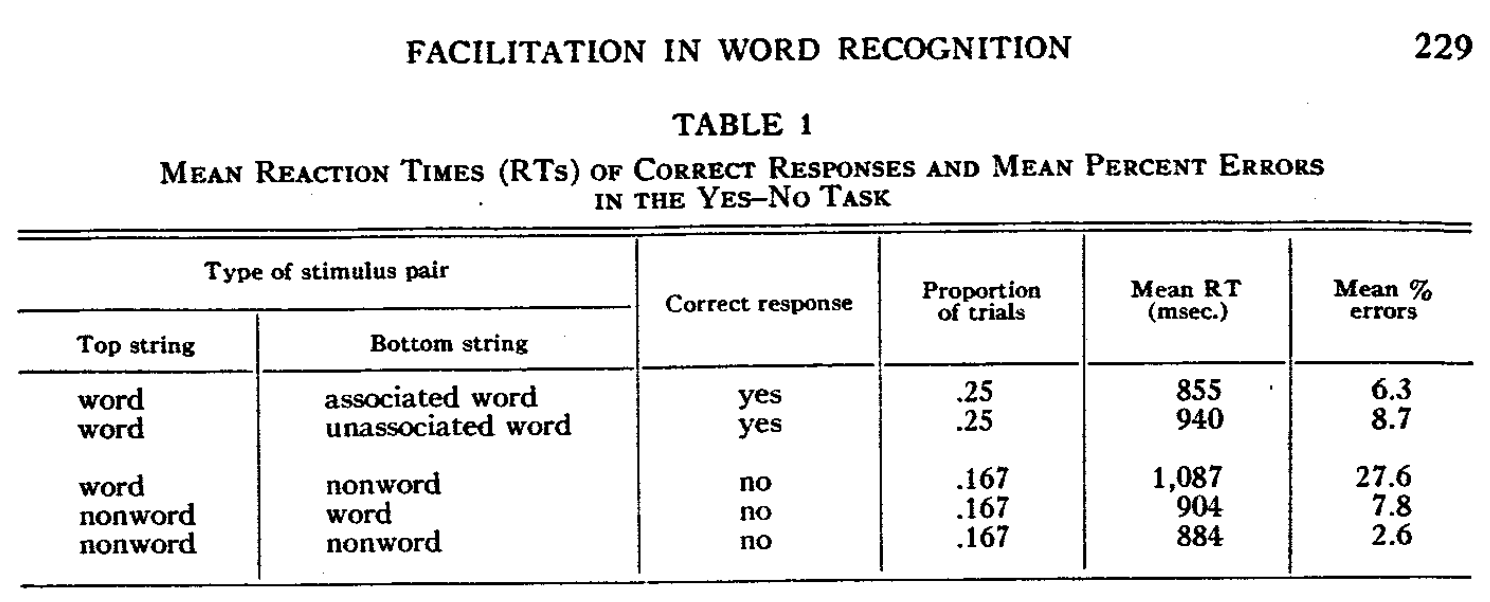 FACILITATION IN WORD RECOGNITION 229
TABLE 1
MEAN REACTION TIMES (RTs) OF CORRECT RESPONSES AND MEAN PERCENT ERRORS
IN THE YES–NO TASK
Type of stimulus pair
Correct response
Proportion
of trials
Mean RT
(msec.)
Mean %
errors
Top string
Bottom string
word associated word yes .25 855 6.3
word unassociated word yes .25 940 8.7
word nonword no .167 1,087 27.6
nonword word no .167 904 7.8
nonword nonword no .167 884 2.6